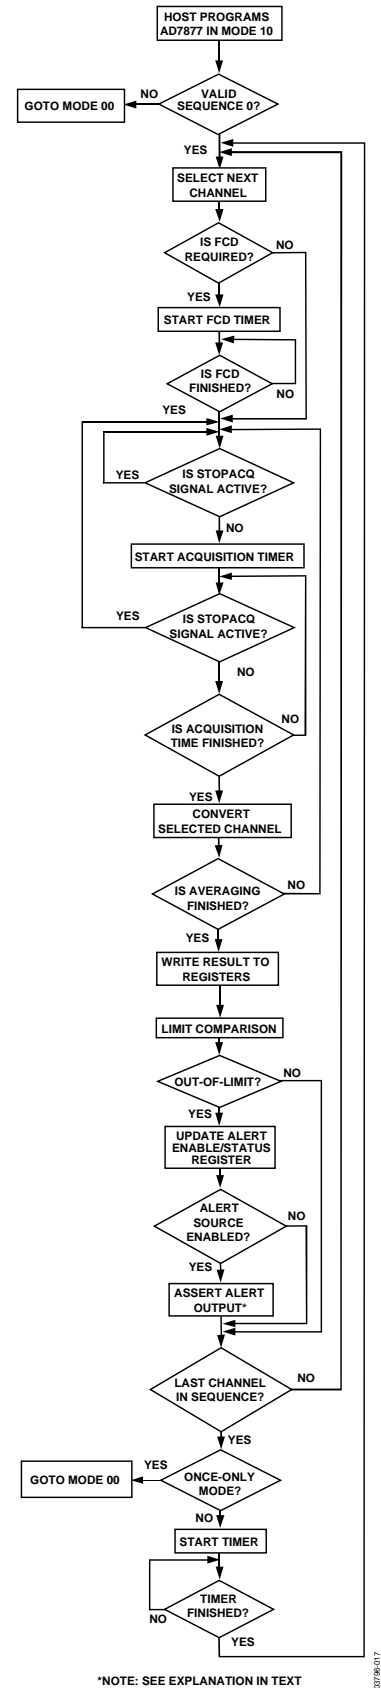 HOST PROGRAMS
AD7877 IN MODE 10
VALID
SEQUENCE 0?
NO
GOTO MODE 00
YES
SELECT NEXT
CHANNEL
IS FCD
REQUIRED?
NO
YES
START FCD TIMER
IS FCD
FINISHED?
NO
YES
IS STOPACQ
SIGNAL ACTIVE?
YES
NO
START ACQUISITION TIMER
IS STOPACQ
SIGNAL ACTIVE?
YES
NO
IS ACQUISITION
TIME FINISHED?
NO
YES
CONVERT
SELECTED CHANNEL
IS AVERAGING
FINISHED?
NO
YES
WRITE RESULT TO
REGISTERS
LIMIT COMPARISON
OUT-OF-LIMIT?
NO
YES
UPDATE ALERT
ENABLE/STATUS
REGISTER
ALERT
SOURCE
ENABLED?
NO
YES
ASSERT ALERT
OUTPUT*
LAST CHANNEL
IN SEQUENCE?
NO
YES
ONCE-ONLY
MODE?
YES
GOTO MODE 00
NO
START TIMER
TIMER
FINISHED?
NO
YES
*NOTE: SEE EXPLANATION IN TEXT
03796-017